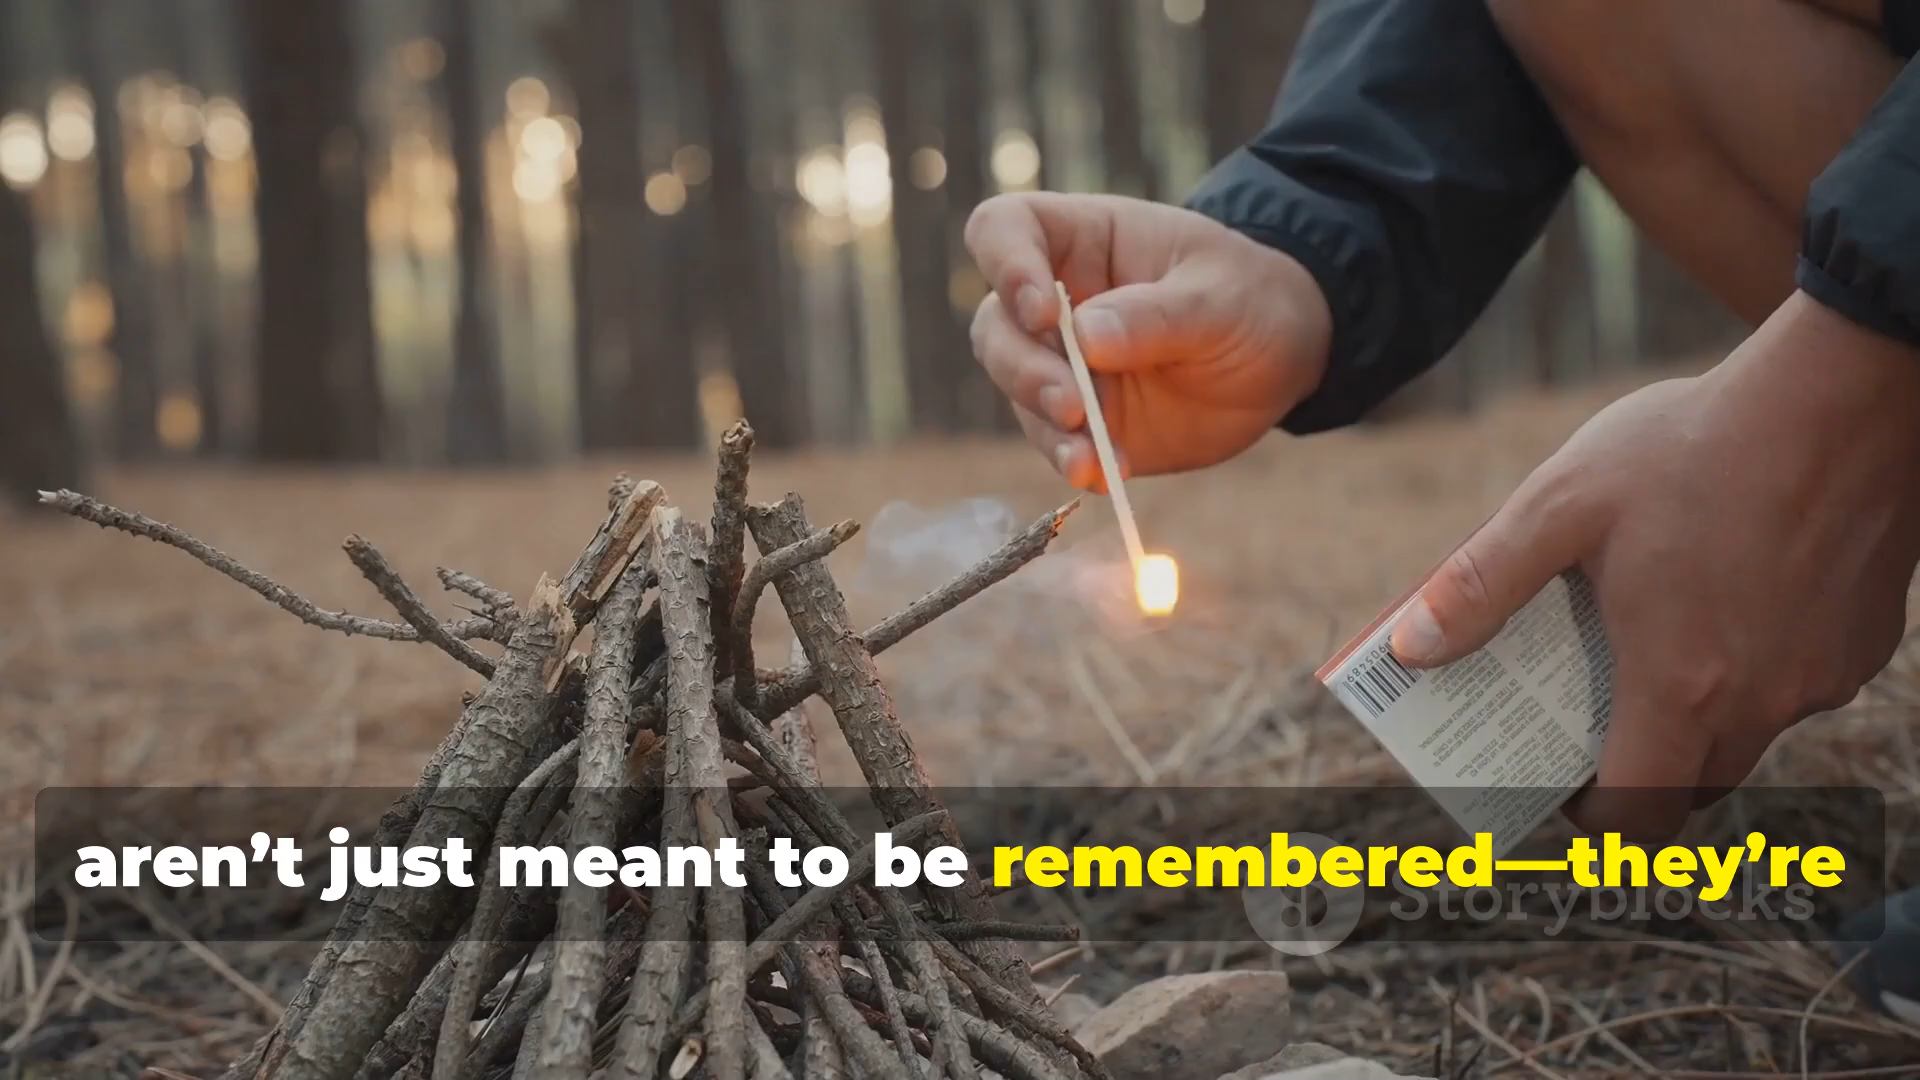 aren’t just meant to be remembered—they’re
Storyblocks